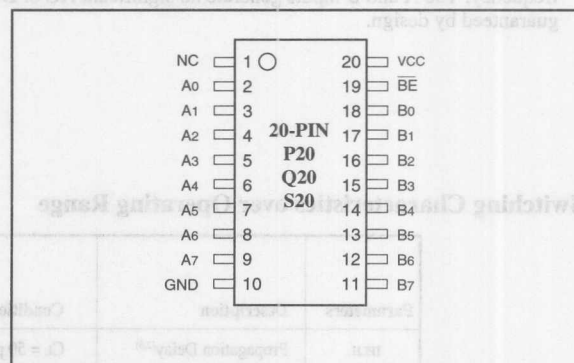 guaranteed by design.
NC 1 20 VCC
A0 2 19 B̅E̅
A1 3 18 B0
A2 4 20-PIN 17 B1
A3 5 P20 16 B2
A4 6 Q20 15 B3
A5 7 S20 14 B4
A6 8 13 B5
A7 9 12 B6
GND 10 11 B7
Switching Characteristics over Operating Range
Parameters Description
Propagation Delay